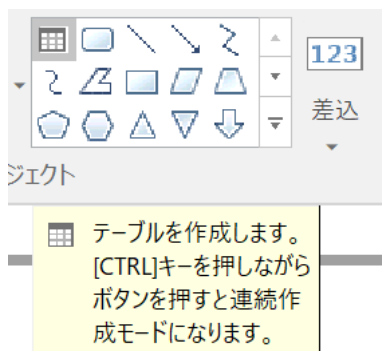 123
差込
ジェクト
テーブルを作成します。
[CTRL]キーを押しながら
ボタンを押すと連続作
成モードになります。